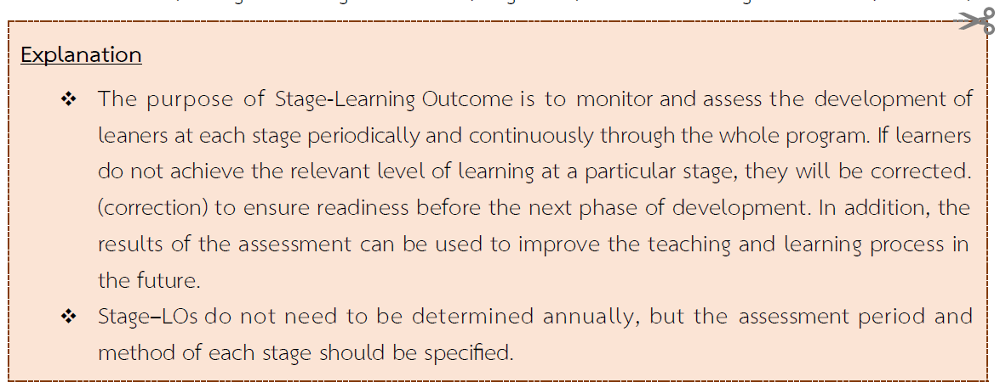 Explanation
❖ The purpose of Stage-Learning Outcome is to monitor and assess the development of
leaners at each stage periodically and continuously through the whole program. If learners
do not achieve the relevant level of learning at a particular stage, they will be corrected.
(correction) to ensure readiness before the next phase of development. In addition, the
results of the assessment can be used to improve the teaching and learning process in
the future.
❖ Stage–LOs do not need to be determined annually, but the assessment period and
method of each stage should be specified.